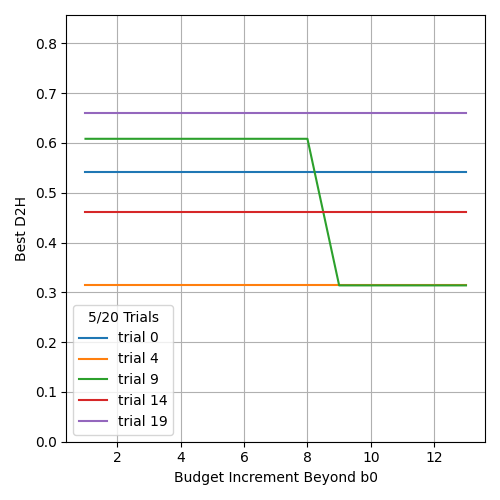 Best D2H
0.8
0.7
0.6
0.5
0.4
0.3
0.2
0.1
0.0
5/20 Trials
trial 0
trial 4
trial 9
trial 14
trial 19
2 4 6 8 10 12
Budget Increment Beyond b0